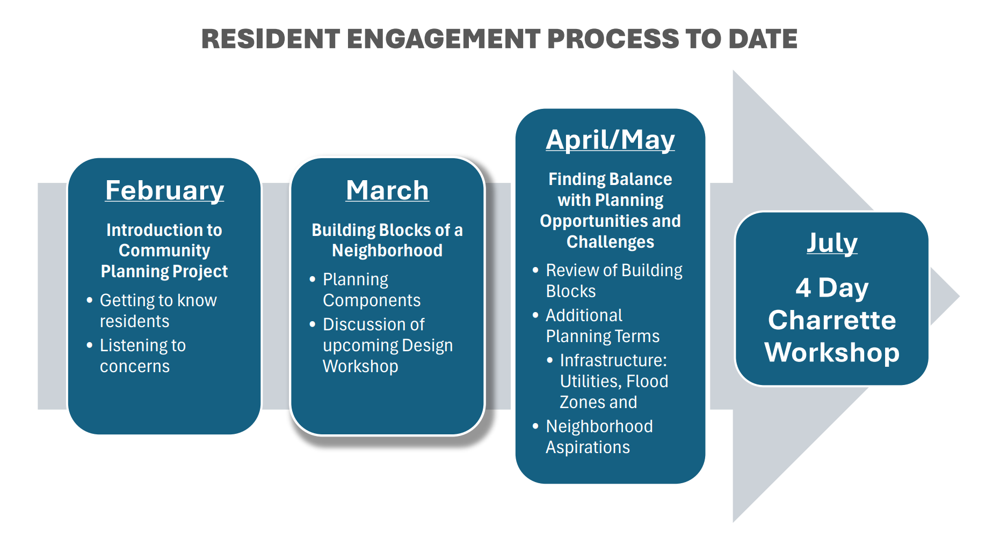 RESIDENT ENGAGEMENT PROCESS TO DATE
February
Introduction to
Community
Planning Project
• Getting to know
residents
• Listening to
concerns
March
Building Blocks of a
Neighborhood
• Planning
Components
• Discussion of
upcoming Design
Workshop
April/May
Finding Balance
with Planning
Opportunities and
Challenges
• Review of Building
Blocks
• Additional
Planning Terms
• Infrastructure:
Utilities, Flood
Zones and
• Neighborhood
Aspirations
July
4 Day
Charrette
Workshop